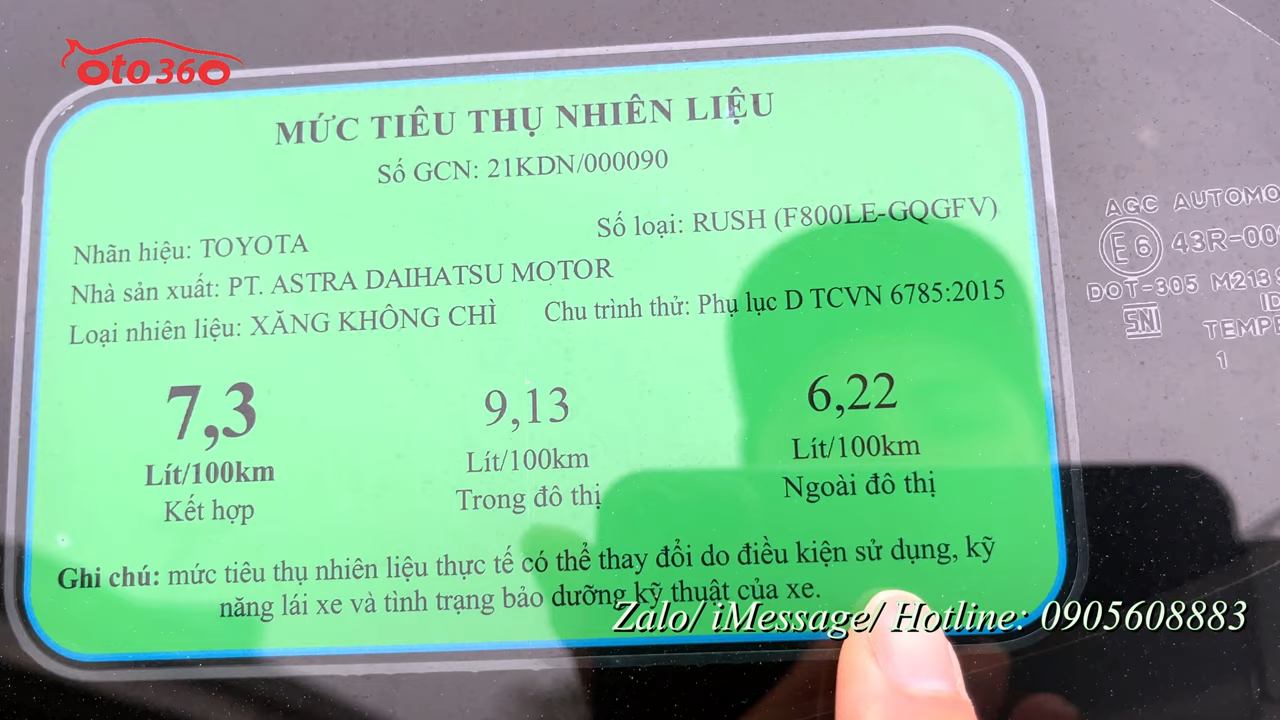 oto360
MỨC TIÊU THỤ NHIÊN LIỆU
Số GCN: 21KDN/000090
Nhãn hiệu: TOYOTA
Số loại: RUSH (F800LE-GQGFV)
Nhà sản xuất: PT. ASTRA DAIHATSU MOTOR
Loại nhiên liệu: XĂNG KHÔNG CHÌ
Chu trình thử: Phụ lục D TCVN 6785:2015
7,3
Lít/100km
Kết hợp
9,13
Lít/100km
Trong đô thị
6,22
Lít/100km
Ngoài đô thị
Ghi chú: mức tiêu thụ nhiên liệu thực tế có thể thay đổi do điều kiện sử dụng, kỹ
năng lái xe và tình trạng bảo dưỡng kỹ thuật của xe.
Zalo/ iMessage/ Hotline: 0905608883
AGC
E6 43R-00
DOT-305
SNI
1